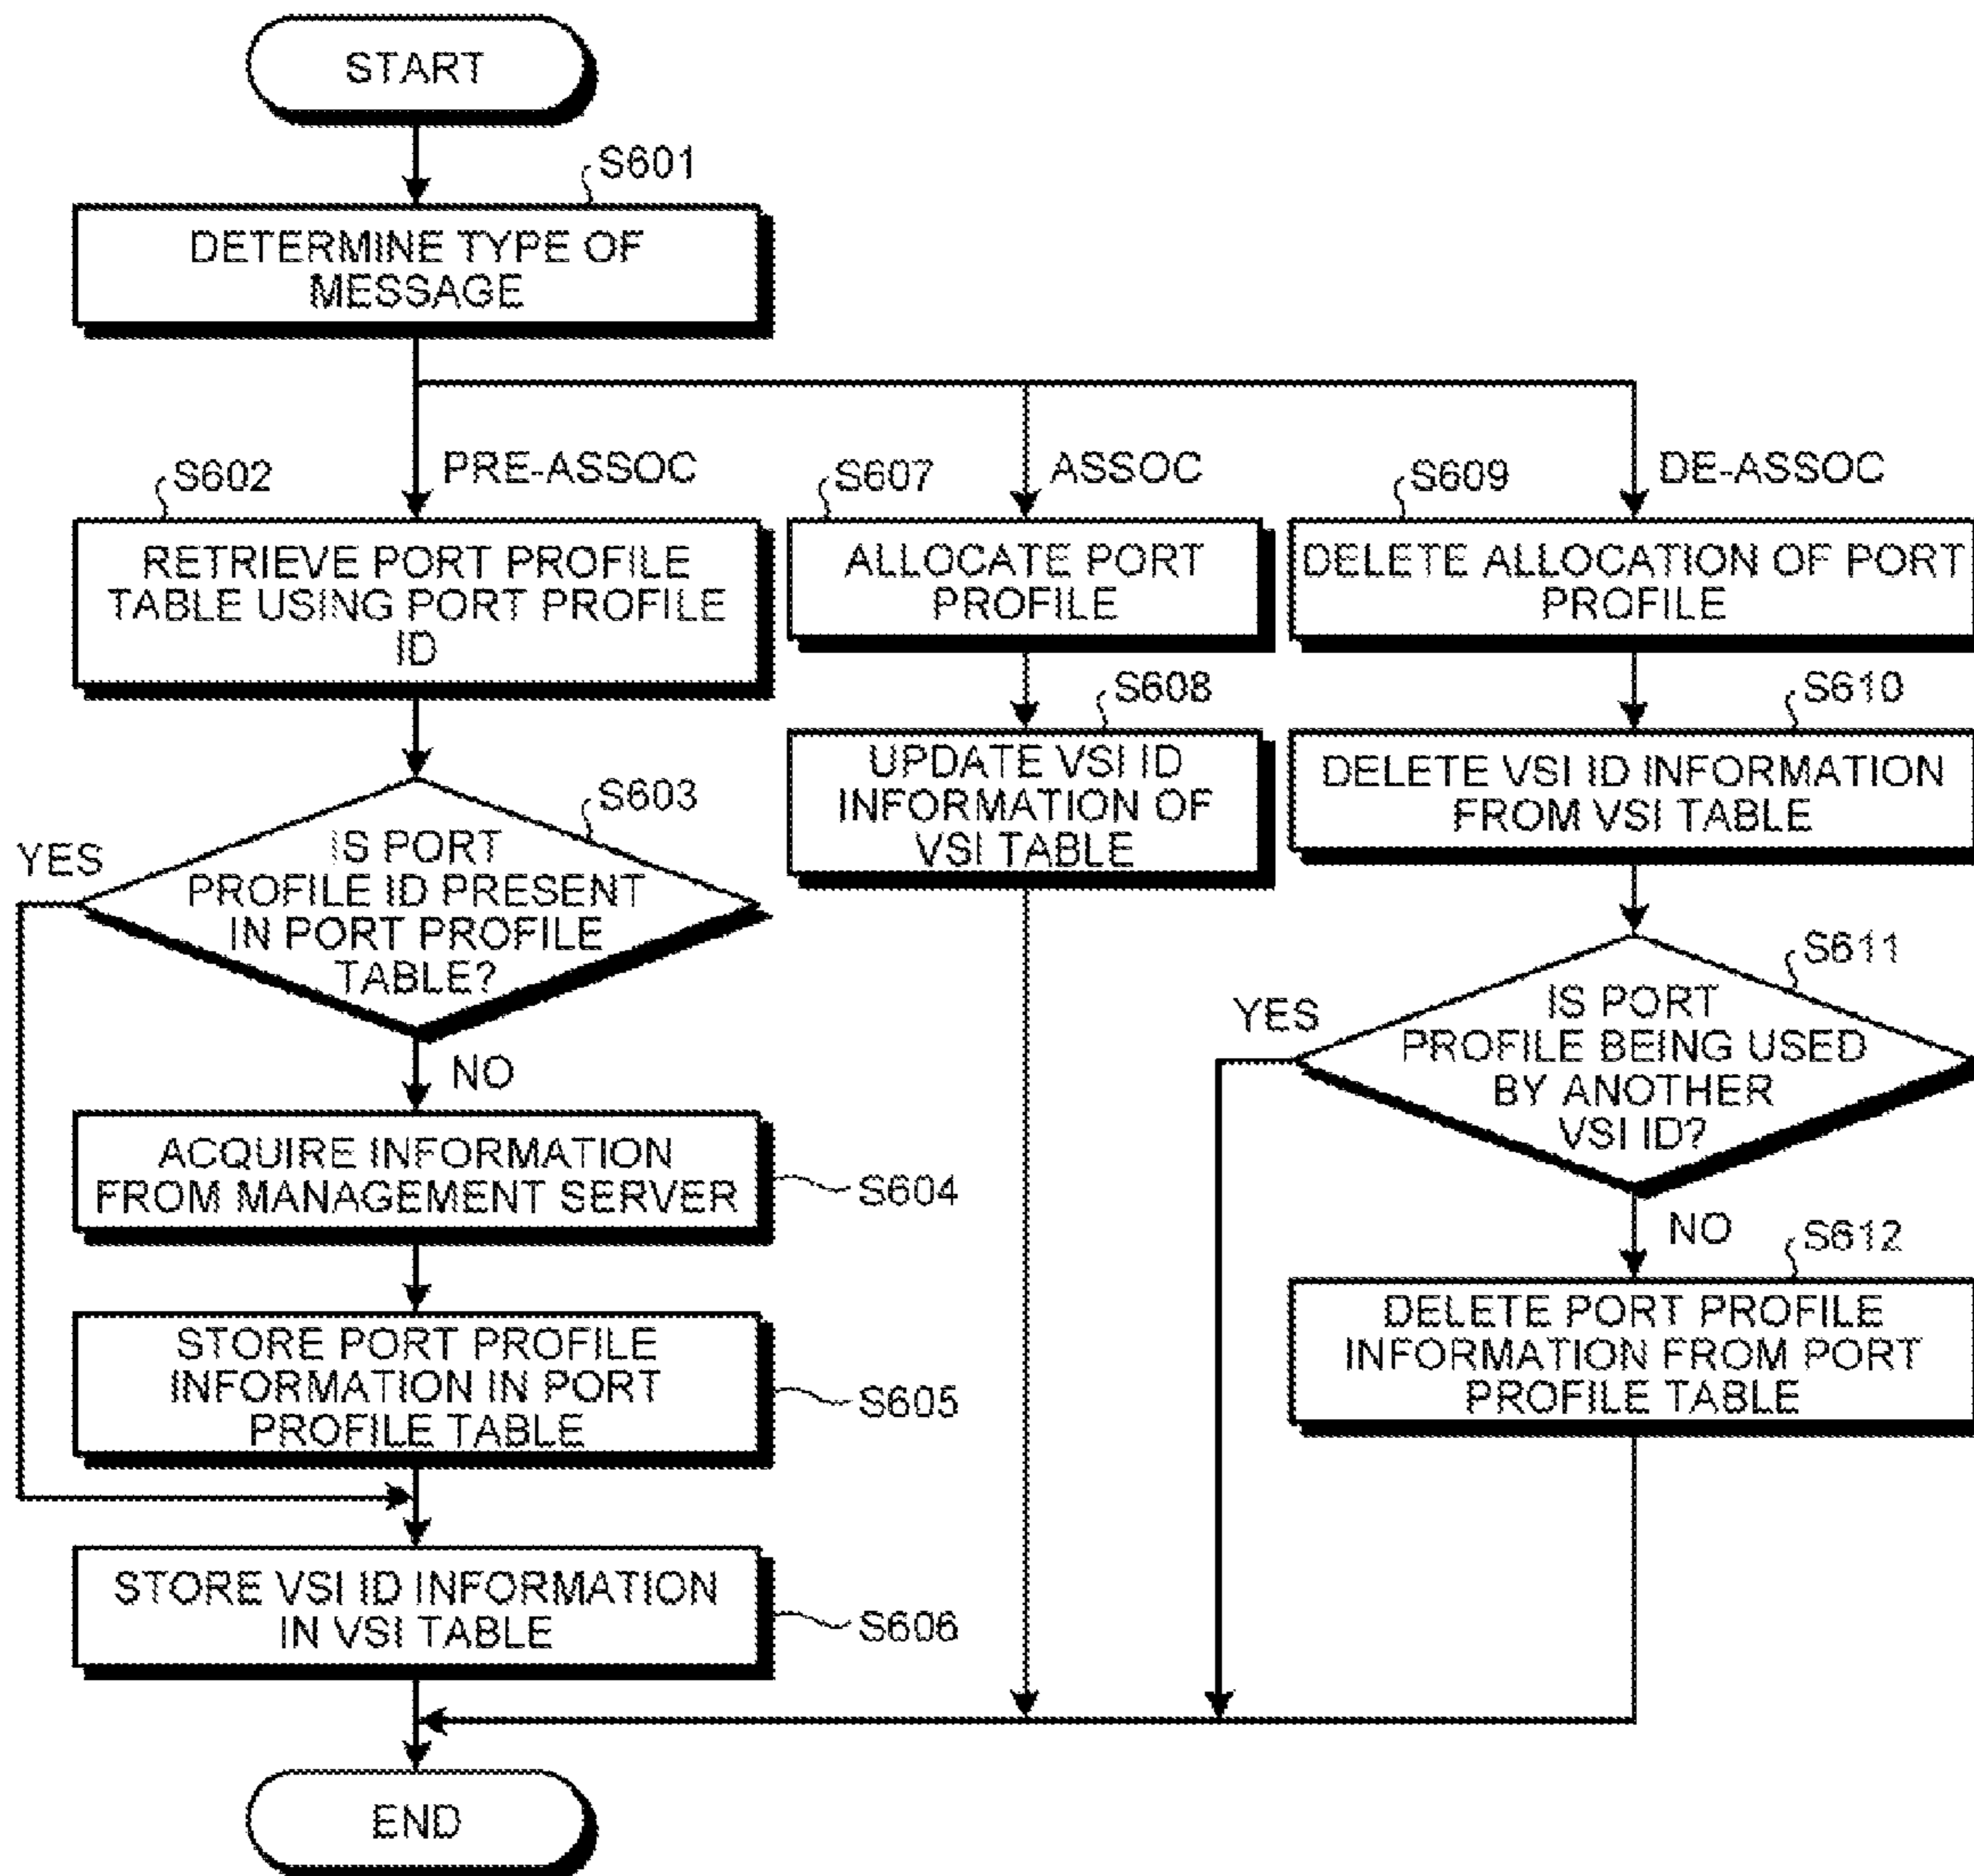 START
S601
DETERMINE TYPE OF
MESSAGE
PRE-ASSOC
ASSOC
DE-ASSOC
S602
RETRIEVE PORT PROFILE
TABLE USING PORT PROFILE
ID
S603
IS PORT
PROFILE ID PRESENT
IN PORT PROFILE
TABLE?
YES
NO
ACQUIRE INFORMATION
FROM MANAGEMENT SERVER
S604
STORE PORT PROFILE
INFORMATION IN PORT
PROFILE TABLE
S605
STORE VSI ID INFORMATION
IN VSI TABLE
S606
S607
ALLOCATE PORT
PROFILE
S608
UPDATE VSI ID
INFORMATION OF
VSI TABLE
S609
DELETE ALLOCATION OF PORT
PROFILE
S610
DELETE VSI ID INFORMATION
FROM VSI TABLE
S611
IS PORT
PROFILE BEING USED
BY ANOTHER
VSI ID?
YES
NO
S612
DELETE PORT PROFILE
INFORMATION FROM PORT
PROFILE TABLE
END